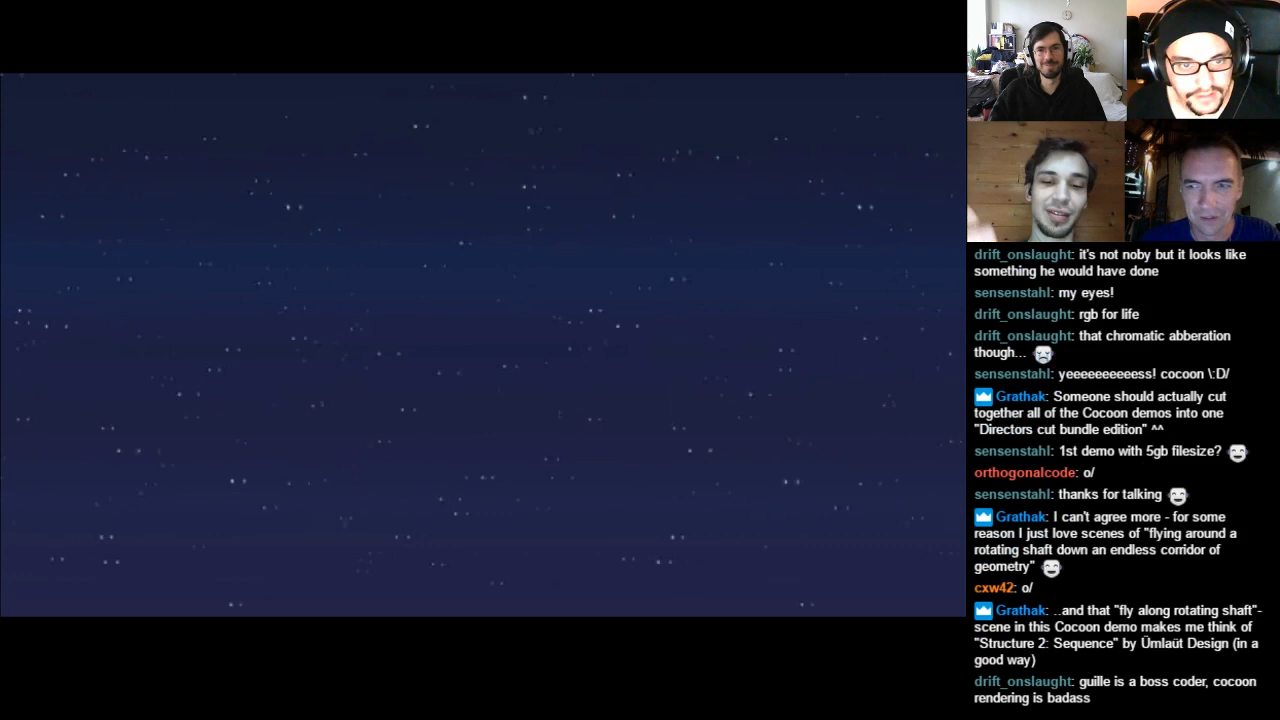 drift_onslaught: it's not noby but it looks like
something he would have done
sensenstahl: my eyes!
drift_onslaught: rgb for life
drift_onslaught: that chromatic abberation
though...
sensenstahl: yeeeeeeeeeess! cocoon \:D/
Grathak: Someone should actually cut
together all of the Cocoon demos into one
"Directors cut bundle edition" ^^
sensenstahl: 1st demo with 5gb filesize?
orthogonalcode: o/
sensenstahl: thanks for talking
Grathak: I can't agree more - for some
reason I just love scenes of "flying around a
rotating shaft down an endless corridor of
geometry"
cxw42: o/
Grathak: ..and that "fly along rotating shaft"-
scene in this Cocoon demo makes me think of
"Structure 2: Sequence" by Ümlaüt Design (in a
good way)
drift_onslaught: guille is a boss coder, cocoon
rendering is badass